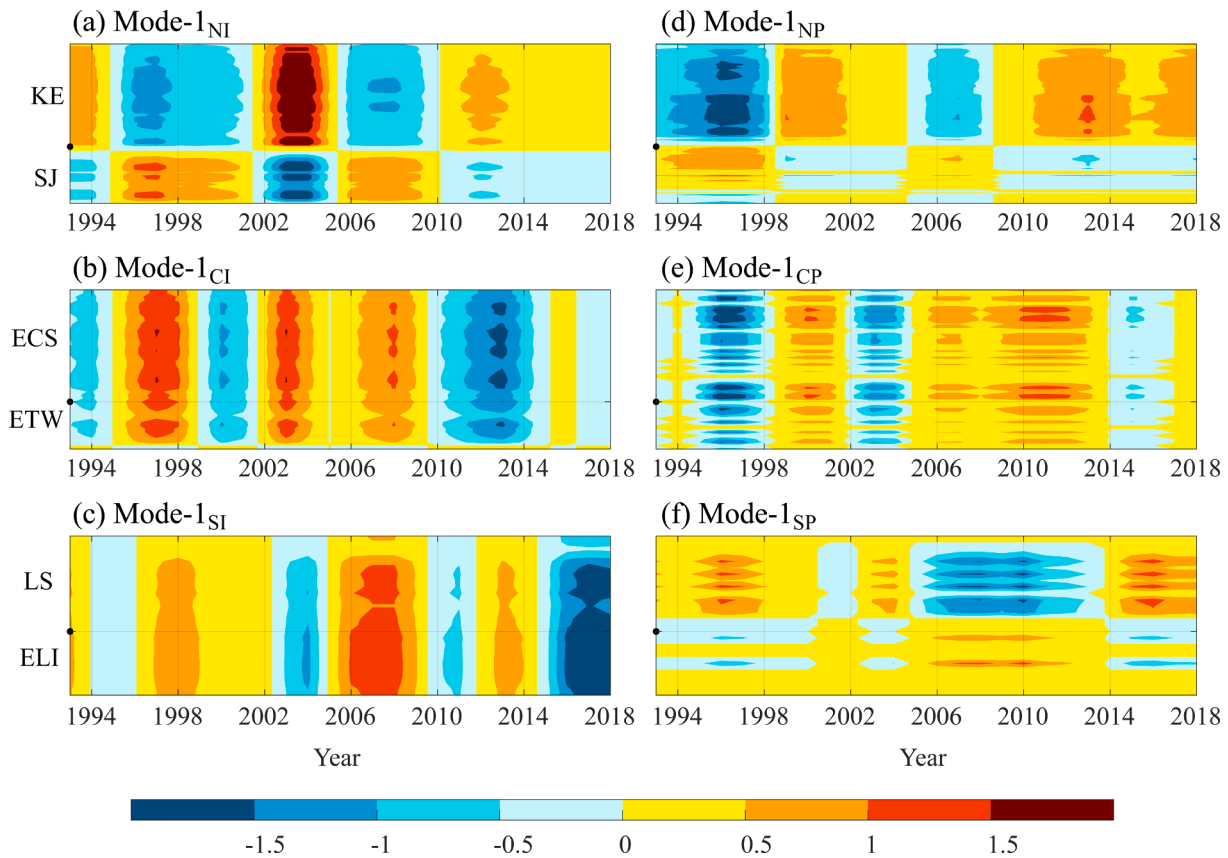 (a) Mode-1NI
KE
SJ
1994 1998 2002 2006 2010 2014 2018
(d) Mode-1NP
1994 1998 2002 2006 2010 2014 2018
(b) Mode-1CI
ECS
ETW
1994 1998 2002 2006 2010 2014 2018
(e) Mode-1CP
1994 1998 2002 2006 2010 2014 2018
(c) Mode-1SI
LS
ELI
1994 1998 2002 2006 2010 2014 2018
Year
(f) Mode-1SP
1994 1998 2002 2006 2010 2014 2018
Year
-1.5 -1 -0.5 0 0.5 1 1.5